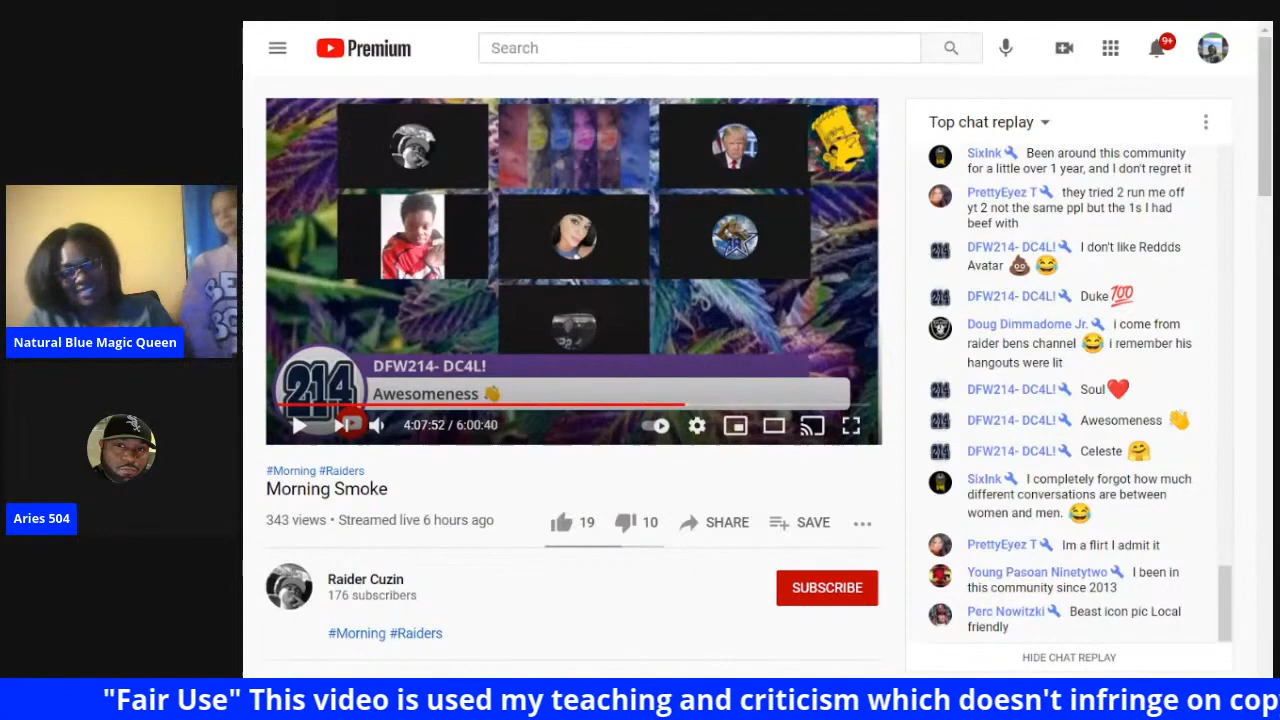 Premium
Search
9+
Natural Blue Magic Queen
Aries 504
214
DFW214- DC4L!
Awesomeness 👏
4:07:52 / 6:00:40
#Morning #Raiders
Morning Smoke
343 views • Streamed live 6 hours ago
19
10
SHARE
SAVE
Raider Cuzin
176 subscribers
SUBSCRIBE
#Morning #Raiders
Top chat replay
SixInk Been around this community
for a little over 1 year, and I don't regret it
PrettyEyez T they tried 2 run me off
yt 2 not the same ppl but the 1s I had
beef with
DFW214- DC4L! I don't like Reddds
Avatar 💩 😂
DFW214- DC4L! Duke 💯
Doug Dimmadome Jr. i come from
raider bens channel 😂 i remember his
hangouts were lit
DFW214- DC4L! Soul ❤️
DFW214- DC4L! Awesomeness 👏
DFW214- DC4L! Celeste 🤗
SixInk I completely forgot how much
different conversations are between
women and men. 😂
PrettyEyez T Im a flirt I admit it
Young Pasoan Ninetytwo I been in
this community since 2013
Perc Nowitzki Beast icon pic Local
friendly
HIDE CHAT REPLAY
"Fair Use" This video is used my teaching and criticism which doesn't infringe on cop